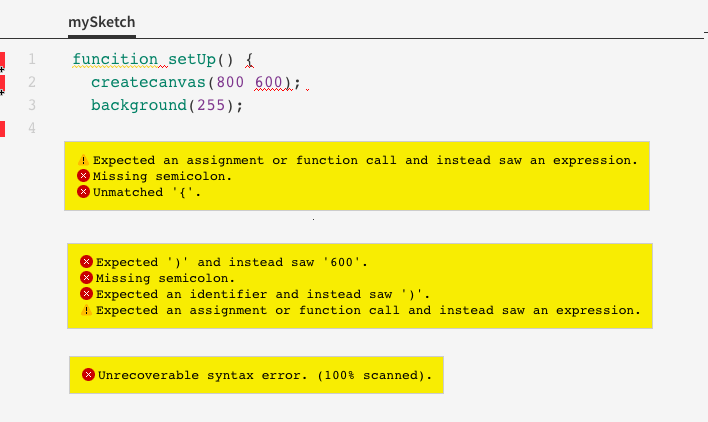 mySketch
1 funcition setUp() {
2 createcanvas(800 600);
3 background(255);
4
Expected an assignment or function call and instead saw an expression.
Missing semicolon.
Unmatched '{'.
Expected ')' and instead saw '600'.
Missing semicolon.
Expected an identifier and instead saw ')'.
Expected an assignment or function call and instead saw an expression.
Unrecoverable syntax error. (100% scanned).